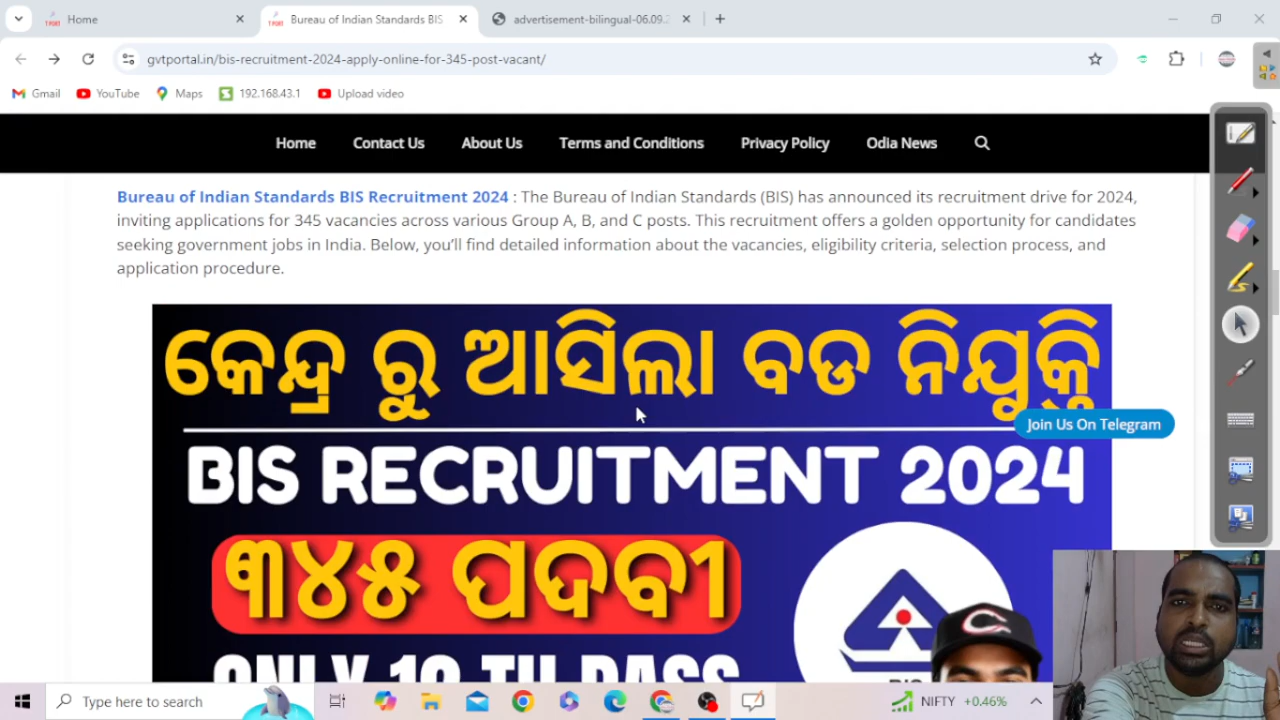 Home
Bureau of Indian Standards BIS
advertisement-bilingual-06.09.2
gvtportal.in/bis-recruitment-2024-apply-online-for-345-post-vacant/
Gmail YouTube Maps 192.168.43.1 Upload video
Home Contact Us About Us Terms and Conditions Privacy Policy Odia News
Bureau of Indian Standards BIS Recruitment 2024 : The Bureau of Indian Standards (BIS) has announced its recruitment drive for 2024,
inviting applications for 345 vacancies across various Group A, B, and C posts. This recruitment offers a golden opportunity for candidates
seeking government jobs in India. Below, you'll find detailed information about the vacancies, eligibility criteria, selection process, and
application procedure.
କେନ୍ଦ୍ର ରୁ ଆସିଲା ବଡ ନିଯୁକ୍ତି
Join Us On Telegram
BIS RECRUITMENT 2024
୩୪୫ ପଦବୀ
Type here to search
NIFTY +0.46%